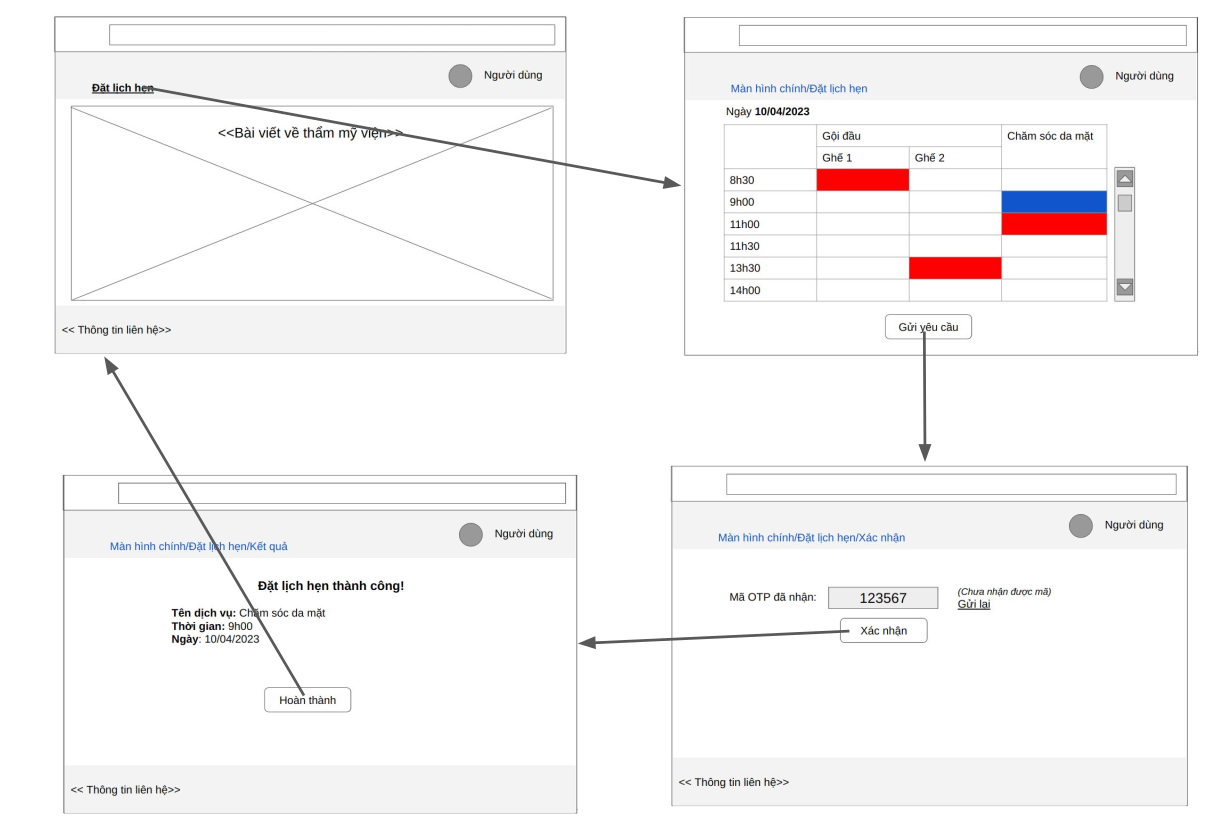 Người dùng
Đặt lịch hẹn
<<Bài viết về thẩm mỹ viện>>
<< Thông tin liên hệ>>
Người dùng
Màn hình chính/Đặt lịch hẹn
Ngày 10/04/2023
Gội đầu Chăm sóc da mặt
Ghế 1 Ghế 2
8h30
9h00
11h00
11h30
13h30
14h00
Gửi yêu cầu
Người dùng
Màn hình chính/Đặt lịch hẹn/Xác nhận
Mã OTP đã nhận: 123567 (Chưa nhận được mã)
Gửi lại
Xác nhận
<< Thông tin liên hệ>>
Người dùng
Màn hình chính/Đặt lịch hẹn/Kết quả
Đặt lịch hẹn thành công!
Tên dịch vụ: Chăm sóc da mặt
Thời gian: 9h00
Ngày: 10/04/2023
Hoàn thành
<< Thông tin liên hệ>>